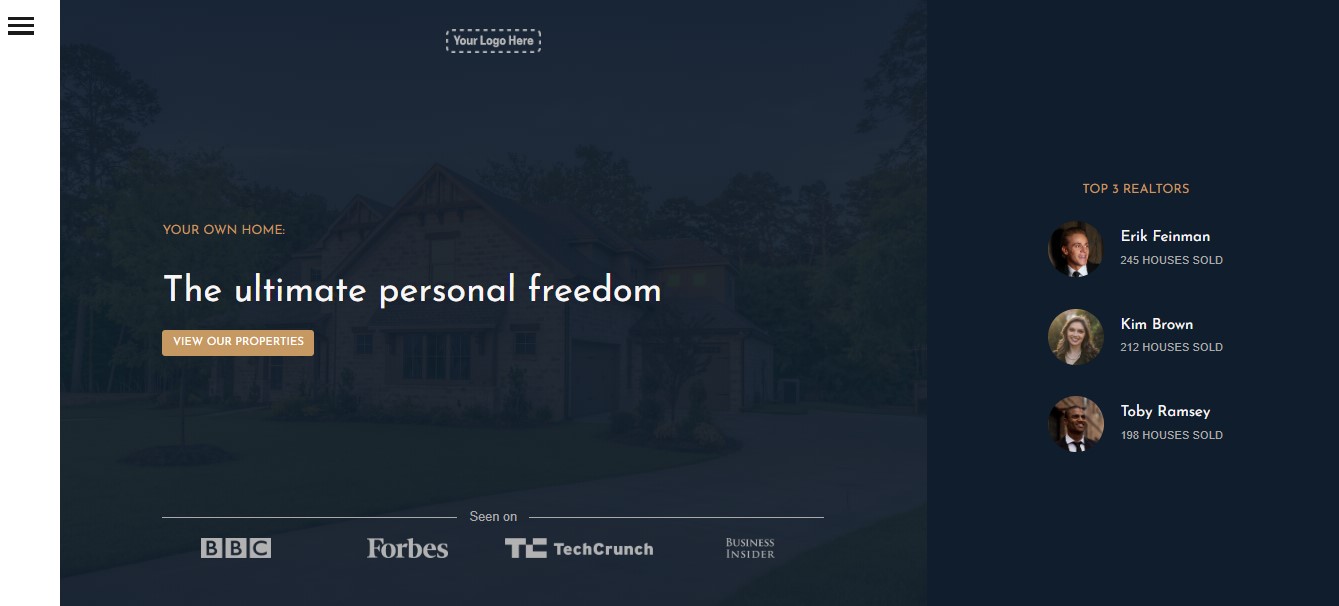 Your Logo Here
YOUR OWN HOME:
The ultimate personal freedom
VIEW OUR PROPERTIES
Seen on
BBC
Forbes
TC TechCrunch
BUSINESS
INSIDER
TOP 3 REALTORS
Erik Feinman
245 HOUSES SOLD
Kim Brown
212 HOUSES SOLD
Toby Ramsey
198 HOUSES SOLD